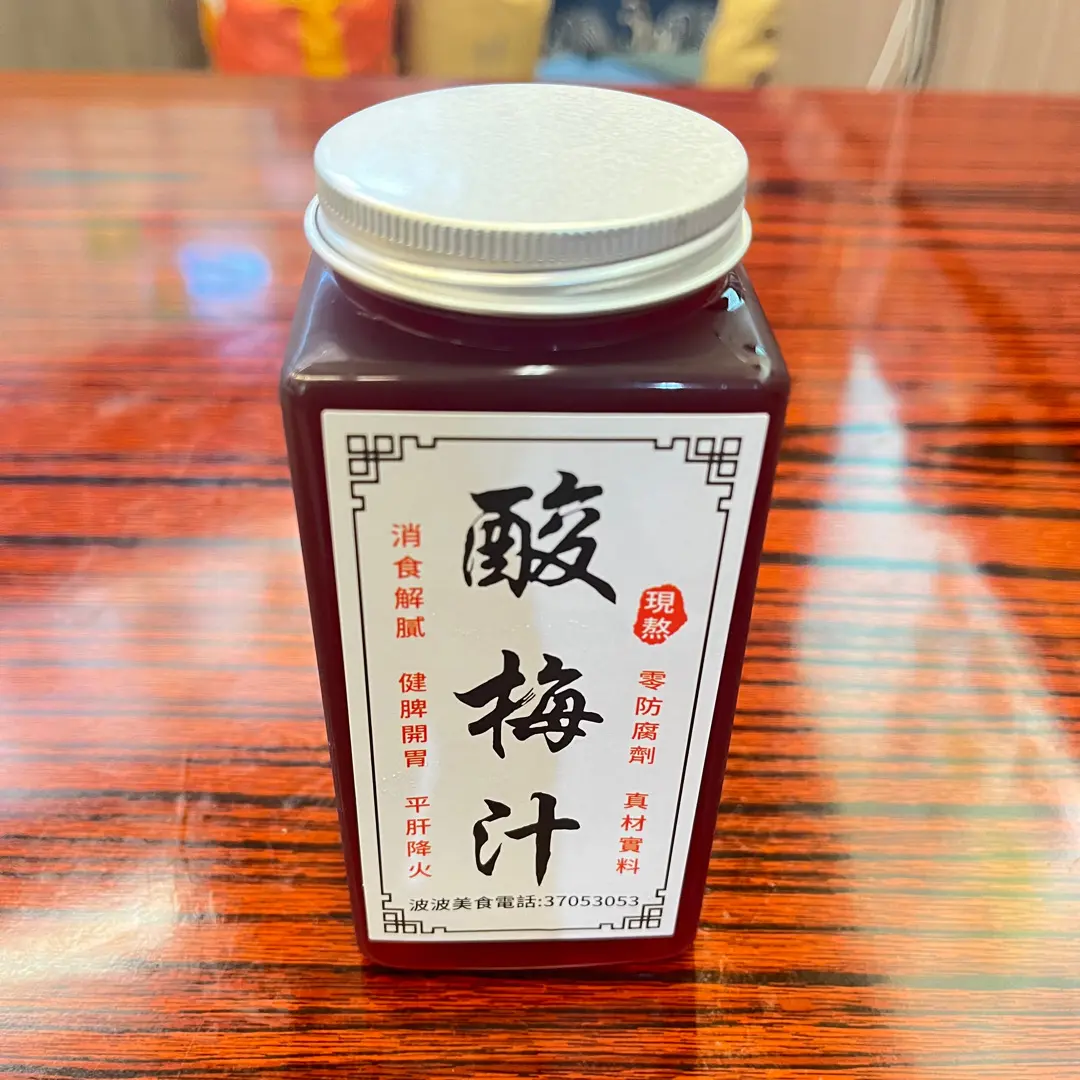 酸梅汁
現熬
零防腐劑 真材實料
消食解膩 健脾開胃 平肝降火
波波美食電話:37053053